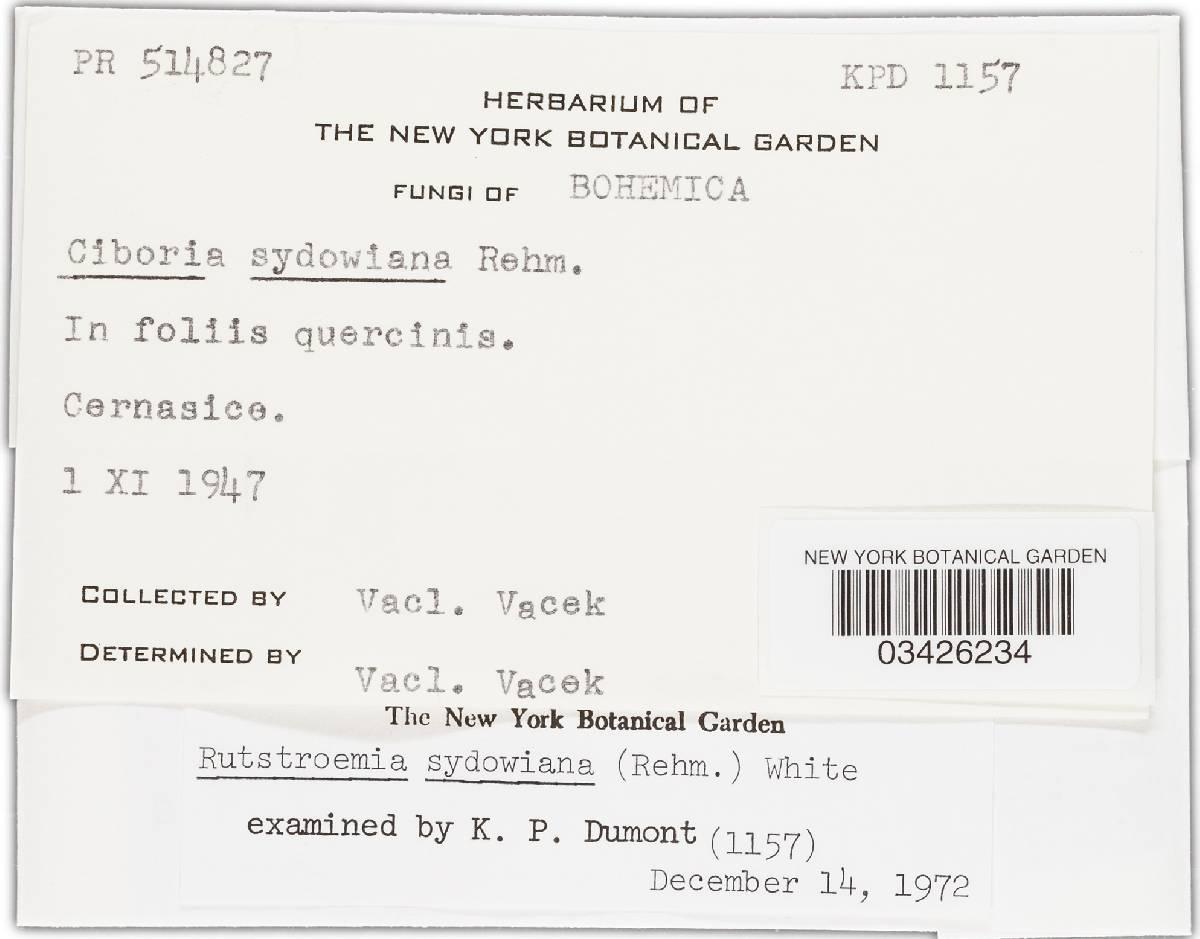 PR 514827
KPD 1157
HERBARIUM OF
THE NEW YORK BOTANICAL GARDEN
FUNGI OF BOHEMICA
Ciboria sydowiana Rehm.
In foliis quercinis.
Cernasice.
1 XI 1947
COLLECTED BY Vacl. Vacek
DETERMINED BY Vacl. Vacek
NEW YORK BOTANICAL GARDEN
03426234
The New York Botanical Garden
Rutstroemia sydowiana (Rehm.) White
examined by K. P. Dumont (1157)
December 14, 1972